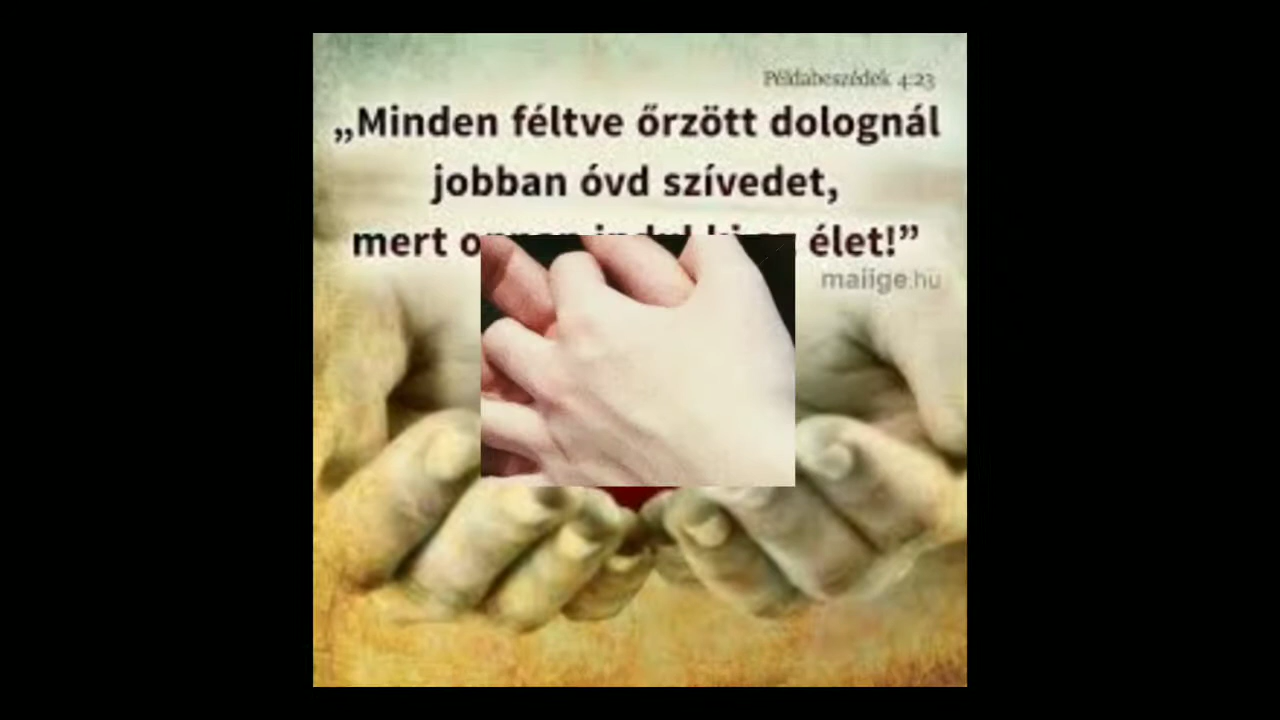 Példabeszédek 4:23
„Minden féltve őrzött dolognál
jobban óvd szívedet,
mert élet!”
maiige.hu